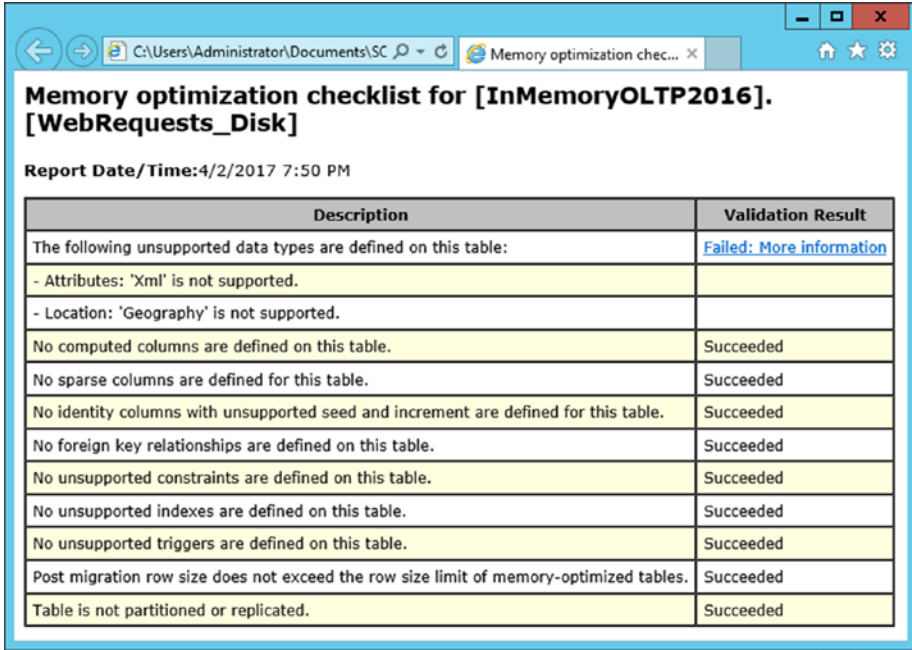 C:\Users\Administrator\Documents\SC
Memory optimization chec...
Memory optimization checklist for [InMemoryOLTP2016].
[WebRequests_Disk]
Report Date/Time:4/2/2017 7:50 PM
Description Validation Result
The following unsupported data types are defined on this table: Failed: More information
- Attributes: 'Xml' is not supported.
- Location: 'Geography' is not supported.
No computed columns are defined on this table. Succeeded
No sparse columns are defined for this table. Succeeded
No identity columns with unsupported seed and increment are defined for this table. Succeeded
No foreign key relationships are defined on this table. Succeeded
No unsupported constraints are defined on this table. Succeeded
No unsupported indexes are defined on this table. Succeeded
No unsupported triggers are defined on this table. Succeeded
Post migration row size does not exceed the row size limit of memory-optimized tables. Succeeded
Table is not partitioned or replicated. Succeeded